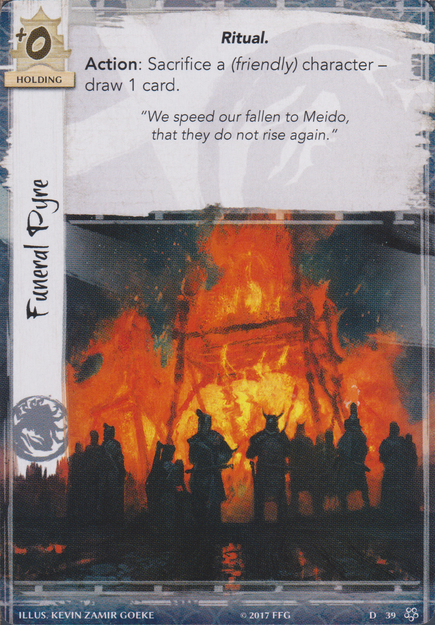 +0
HOLDING
Ritual.
Action: Sacrifice a (friendly) character –
draw 1 card.
“We speed our fallen to Meido,
that they do not rise again.”
Funeral Pyre
ILLUS. KEVIN ZAMIR GOEKE
© 2017 FFG
D 39